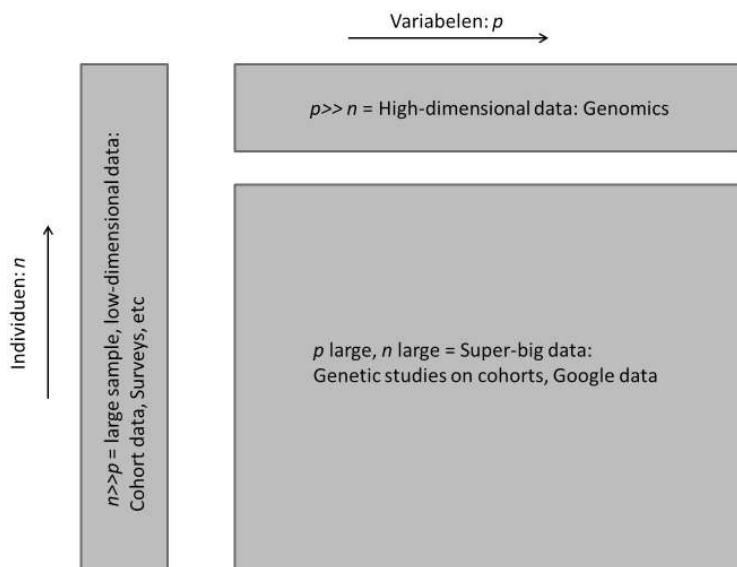 Variabelen: p
p>> n = High-dimensional data: Genomics
Individuen: n
n>>p = large sample, low-dimensional data:
Cohort data, Surveys, etc
p large, n large = Super-big data:
Genetic studies on cohorts, Google data